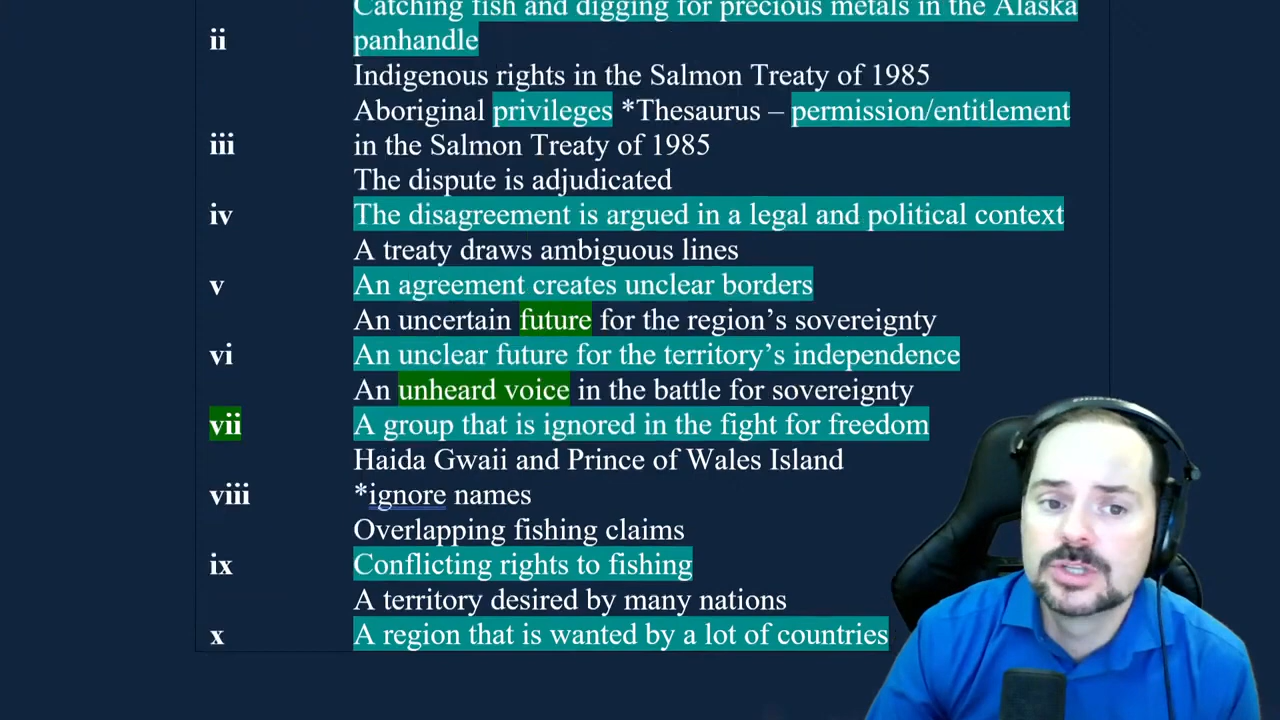 Catching fish and digging for precious metals in the Alaska
ii panhandle
Indigenous rights in the Salmon Treaty of 1985
Aboriginal privileges *Thesaurus – permission/entitlement
iii in the Salmon Treaty of 1985
The dispute is adjudicated
iv The disagreement is argued in a legal and political context
A treaty draws ambiguous lines
v An agreement creates unclear borders
An uncertain future for the region’s sovereignty
vi An unclear future for the territory’s independence
An unheard voice in the battle for sovereignty
vii A group that is ignored in the fight for freedom
Haida Gwaii and Prince of Wales Island
viii *ignore names
Overlapping fishing claims
ix Conflicting rights to fishing
A territory desired by many nations
x A region that is wanted by a lot of countries